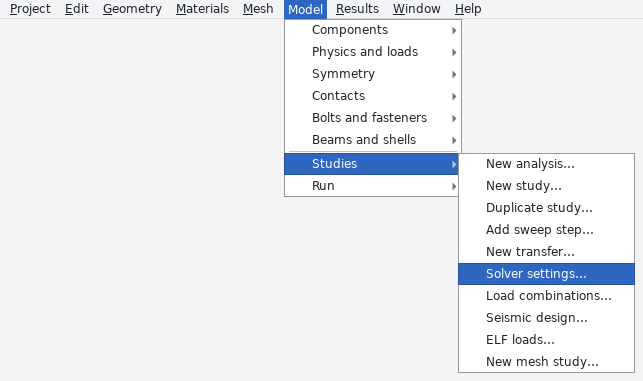 Project Edit Geometry Materials Mesh Model Results Window Help
Components
Physics and loads
Symmetry
Contacts
Bolts and fasteners
Beams and shells
Studies
Run
New analysis...
New study...
Duplicate study...
Add sweep step...
New transfer...
Solver settings...
Load combinations...
Seismic design...
ELF loads...
New mesh study...